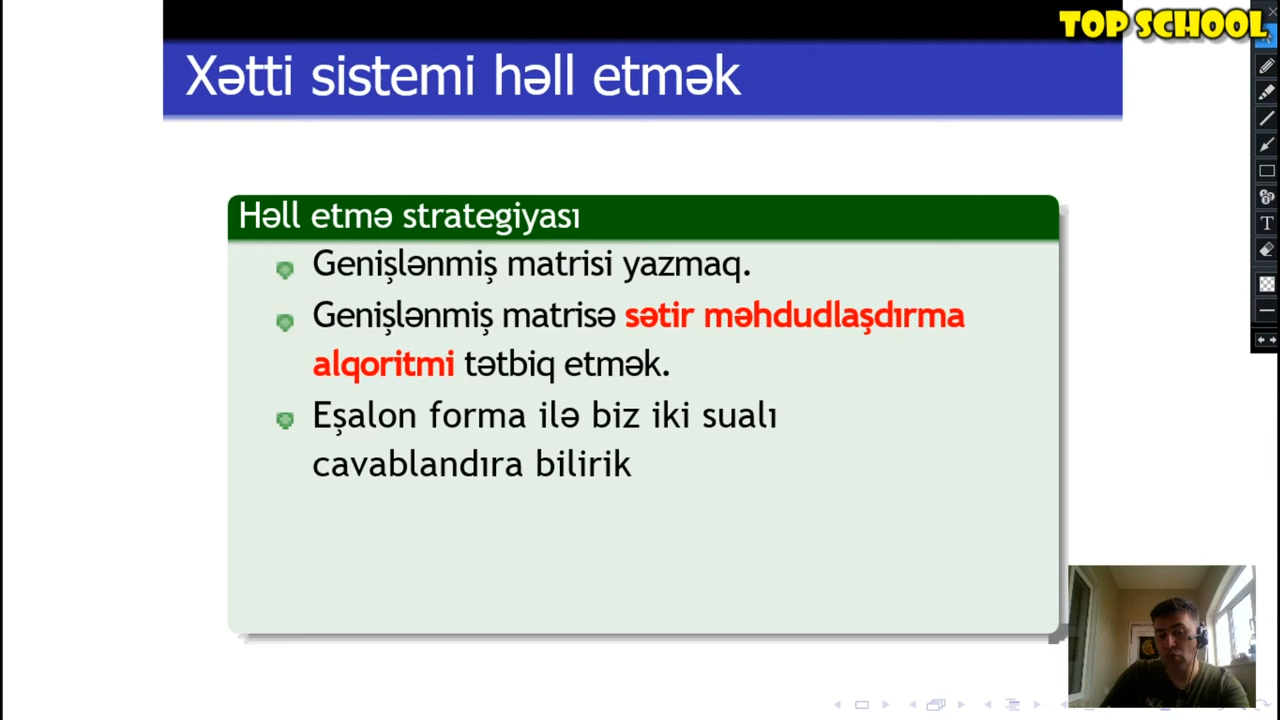 TOP SCHOOL
Xətti sistemi həll etmək
Həll etmə strategiyası
Genişlənmiş matrisi yazmaq.
Genişlənmiş matrisə sətir məhdudlaşdırma
alqoritmi tətbiq etmək.
Eşalon forma ilə biz iki sualı
cavablandıra bilirik